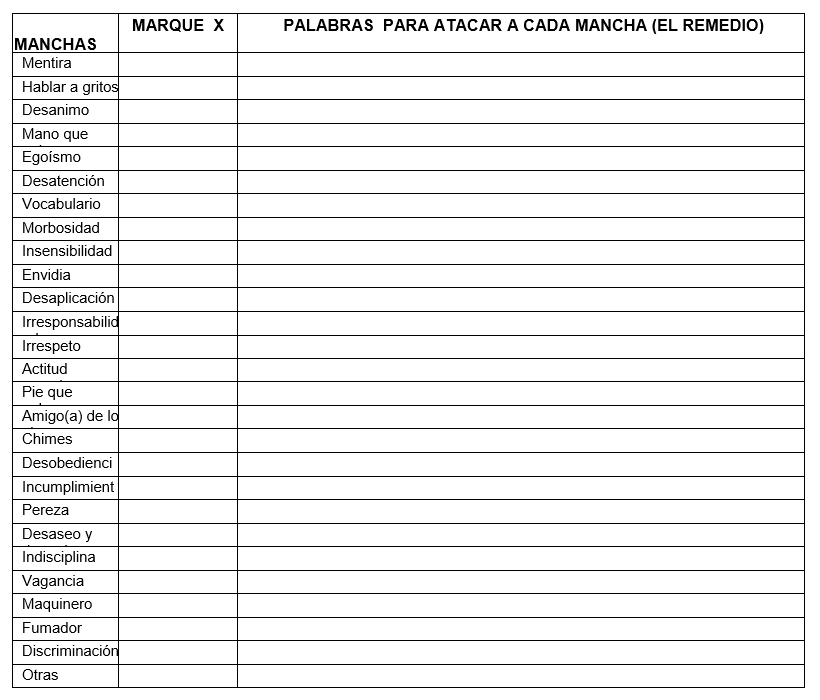 MARQUE X
PALABRAS PARA ATACAR A CADA MANCHA (EL REMEDIO)
MANCHAS
Mentira
Hablar a gritos
Desanimo
Mano que
Egoísmo
Desatención
Vocabulario
Morbosidad
Insensibilidad
Envidia
Desaplicación
Irresponsabilid
Irrespeto
Actitud
Pie que
Amigo(a) de lo
Chimes
Desobedienci
Incumplimient
Pereza
Desaseo y
Indisciplina
Vagancia
Maquinero
Fumador
Discriminación
Otras